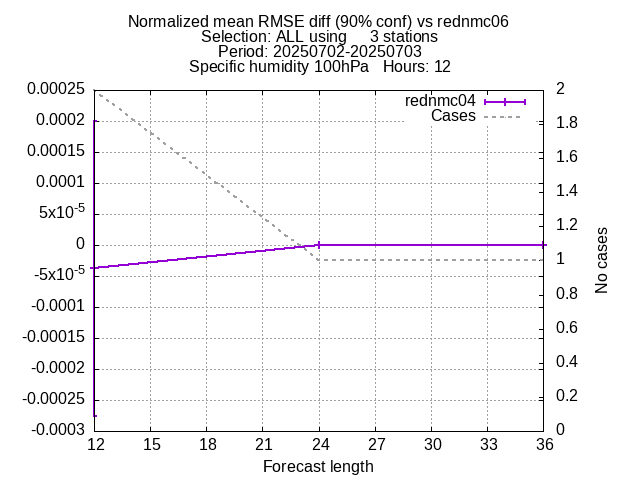 Normalized mean RMSE diff (90% conf) vs rednmc06
Selection: ALL using     3 stations
Period: 20250702-20250703
Specific humidity 100hPa   Hours: 12
rednmc04
Cases
0.00025
0.0002
0.00015
0.0001
5x10⁻⁵
0
-5x10⁻⁵
-0.0001
-0.00015
-0.0002
-0.00025
-0.0003
2
1.8
1.6
1.4
1.2
1
0.8
0.6
0.4
0.2
0
No cases
12 15 18 21 24 27 30 33 36
Forecast length